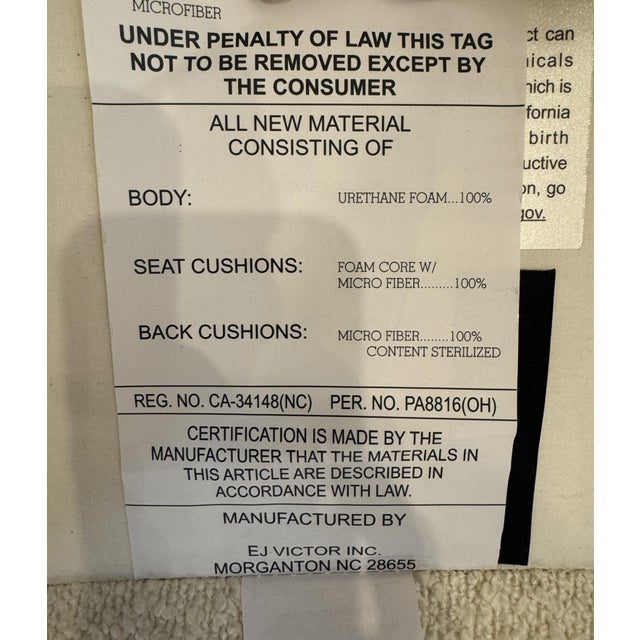 MICROFIBER
UNDER PENALTY OF LAW THIS TAG
NOT TO BE REMOVED EXCEPT BY
THE CONSUMER
ALL NEW MATERIAL
CONSISTING OF
BODY: URETHANE FOAM...100%
SEAT CUSHIONS: FOAM CORE W/
MICRO FIBER.........100%
BACK CUSHIONS: MICRO FIBER........100%
CONTENT STERILIZED
REG. NO. CA-34148(NC) PER. NO. PA8816(OH)
CERTIFICATION IS MADE BY THE
MANUFACTURER THAT THE MATERIALS IN
THIS ARTICLE ARE DESCRIBED IN
ACCORDANCE WITH LAW.
MANUFACTURED BY
EJ VICTOR INC.
MORGANTON NC 28655
ct can
icals
hich is
fornia
birth
uctive
on, go
gov.